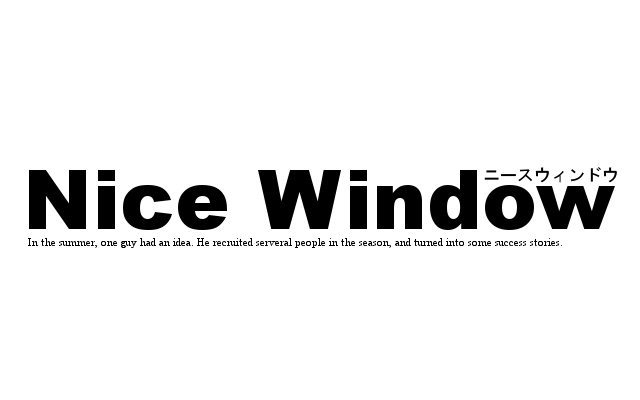 ニースウィンドウ
Nice Window
In the summer, one guy had an idea. He recruited serveral people in the season, and turned into some success stories.